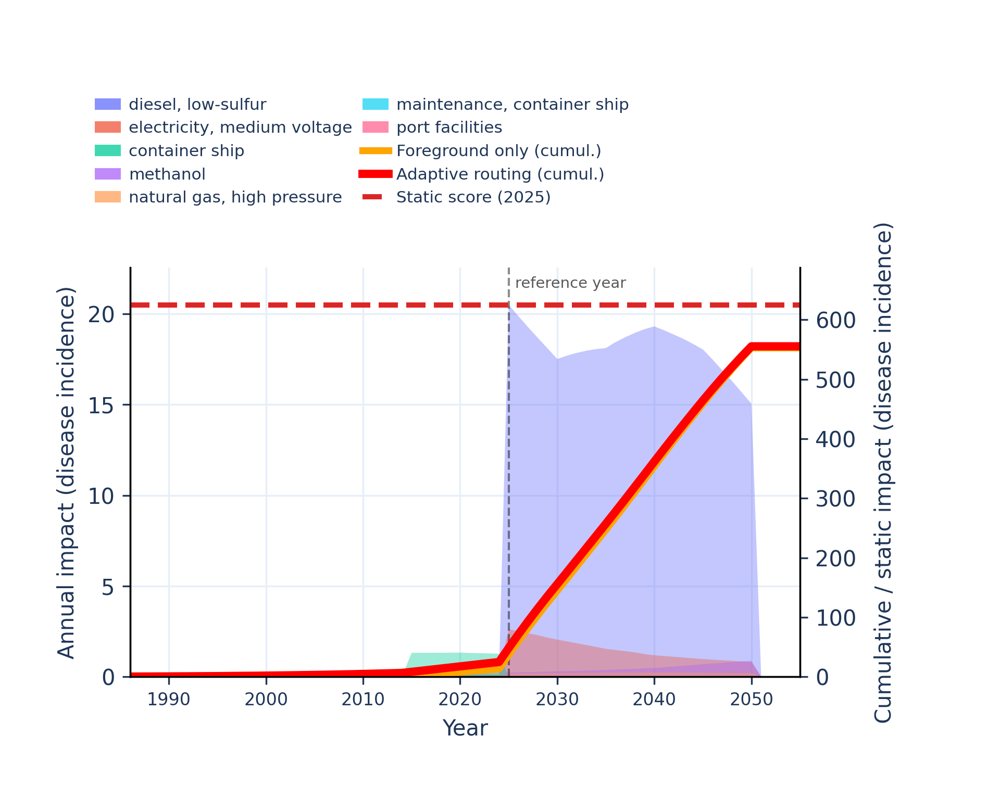 diesel, low-sulfur
electricity, medium voltage
container ship
methanol
natural gas, high pressure
maintenance, container ship
port facilities
Foreground only (cumul.)
Adaptive routing (cumul.)
Static score (2025)
reference year
Annual impact (disease incidence)
20
15
10
5
0
600
500
400
300
200
100
0
Cumulative / static impact (disease incidence)
1990 2000 2010 2020 2030 2040 2050
Year